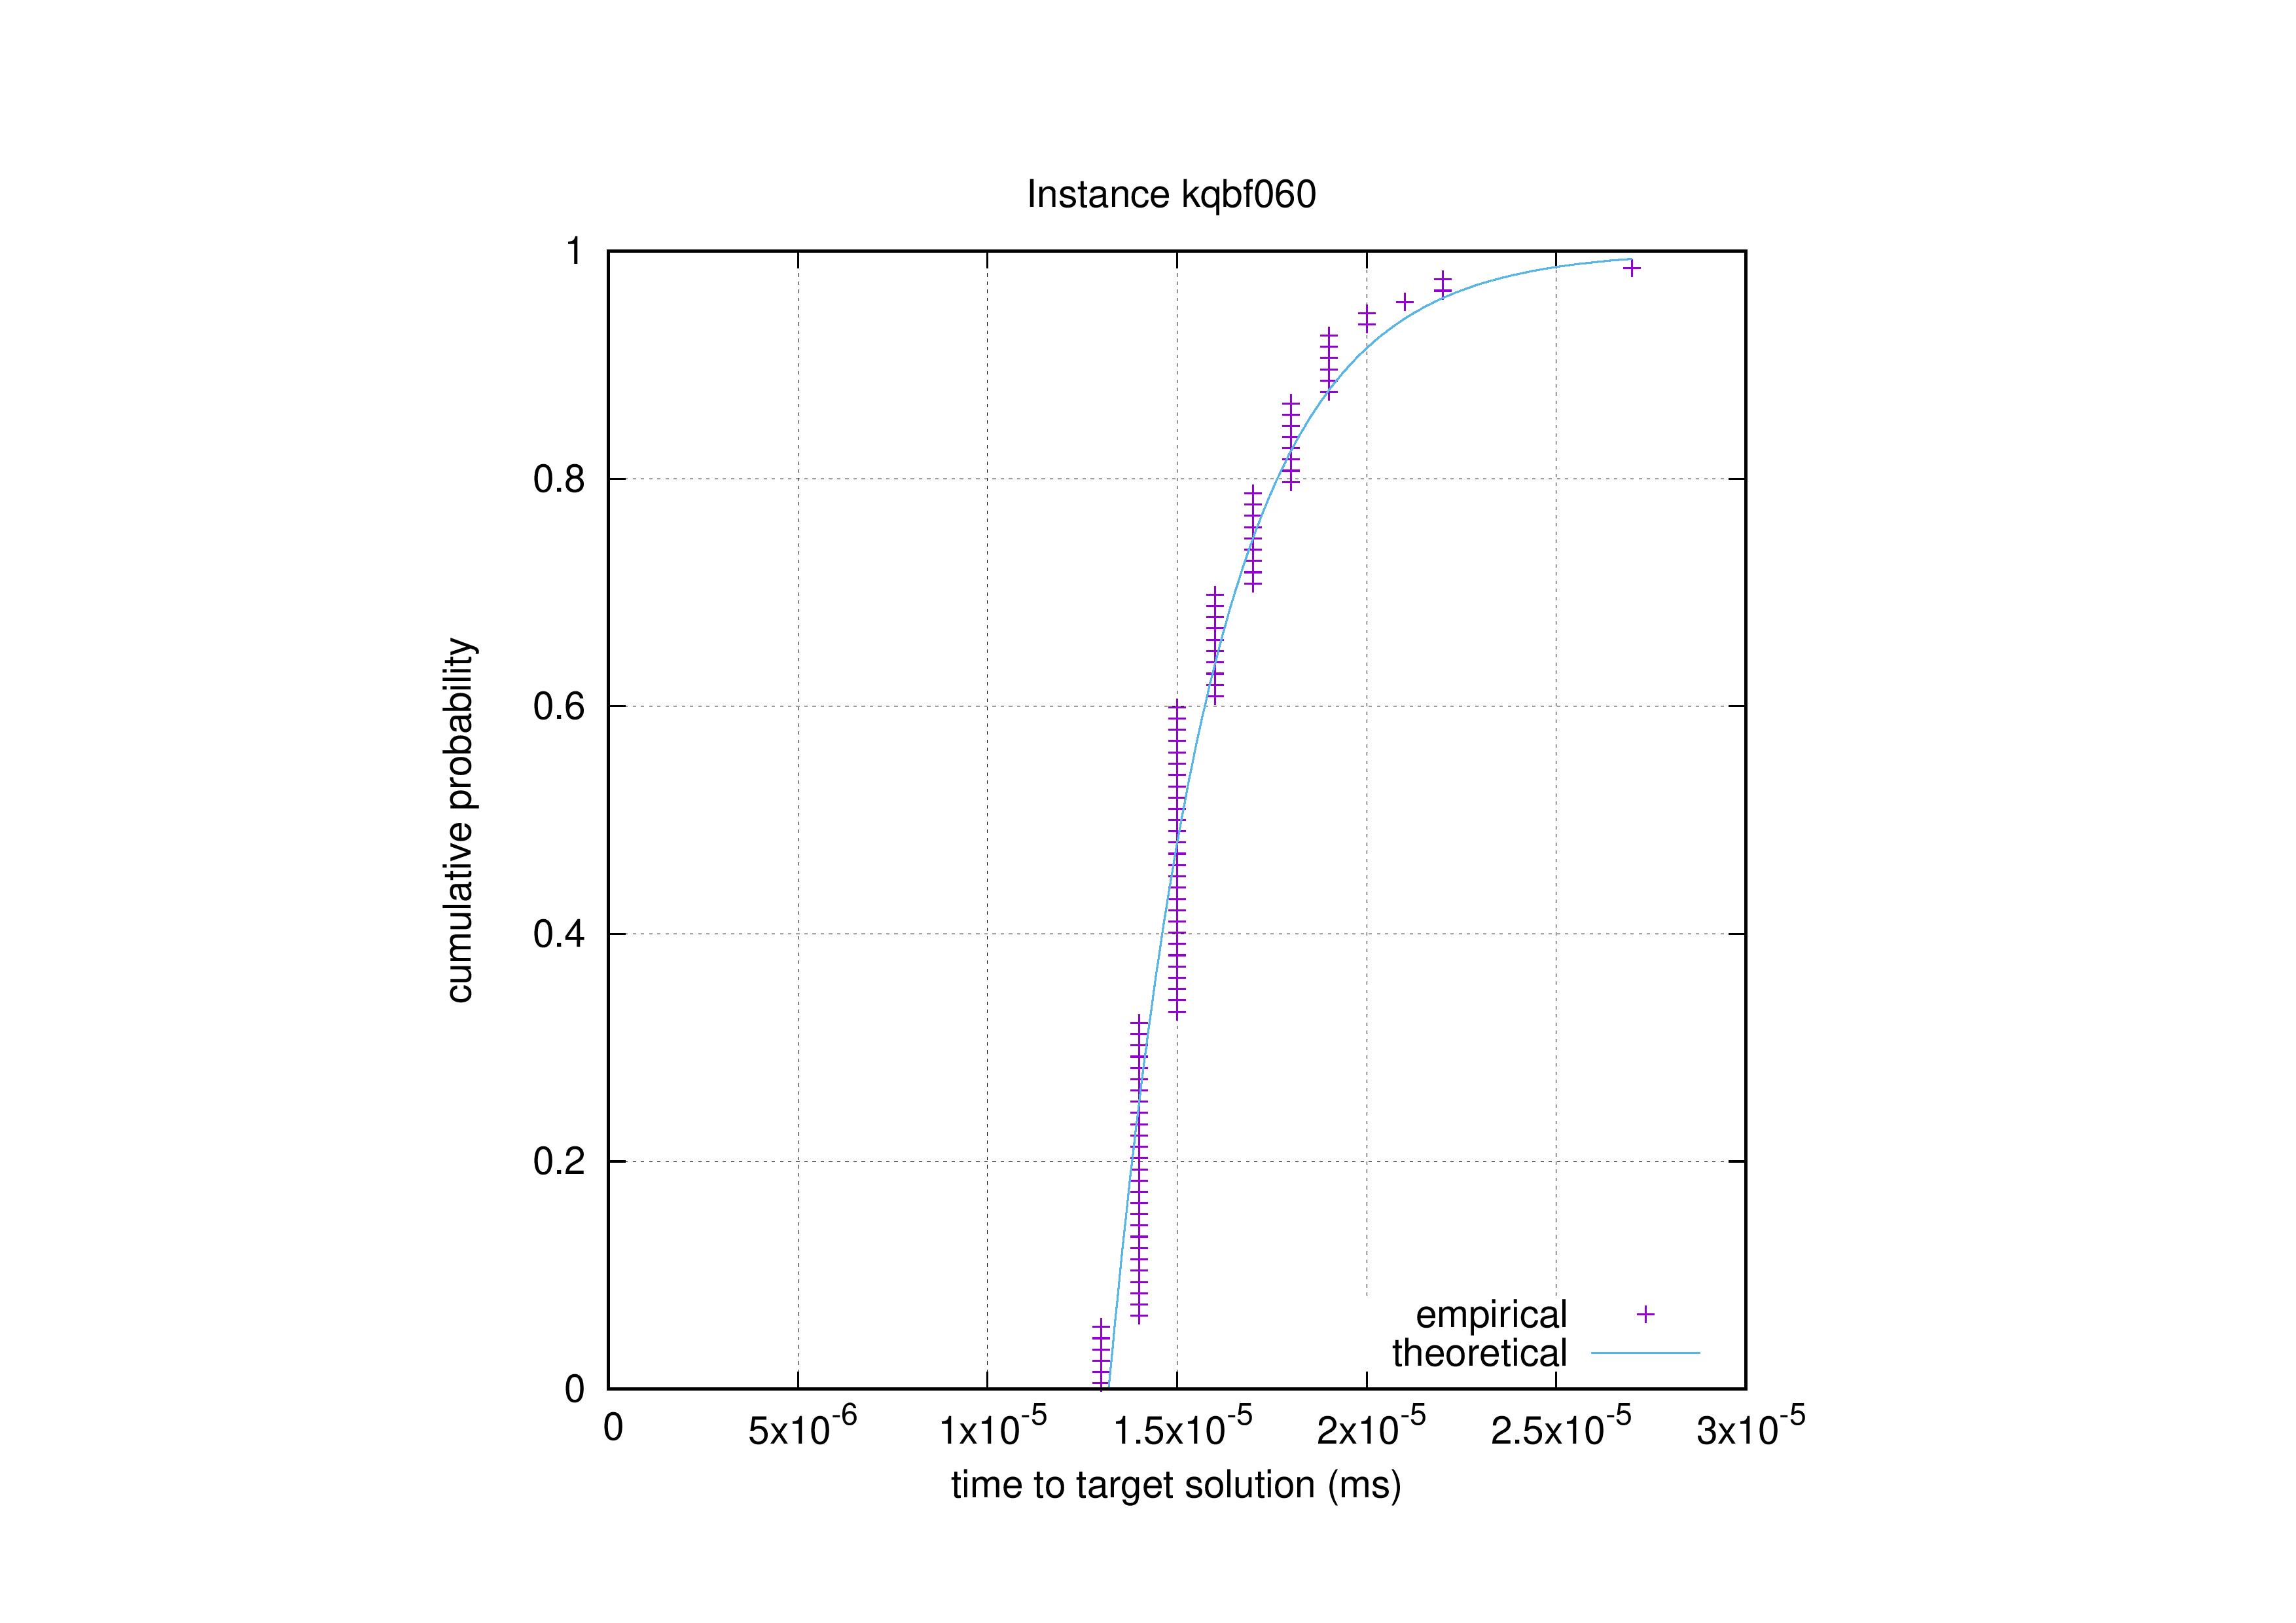 Instance kqbf060
1
0.8
0.6
0.4
0.2
0
cumulative probability
empirical
theoretical
0 5x10-6 1x10-5 1.5x10-5 2x10-5 2.5x10-5 3x10-5
time to target solution (ms)